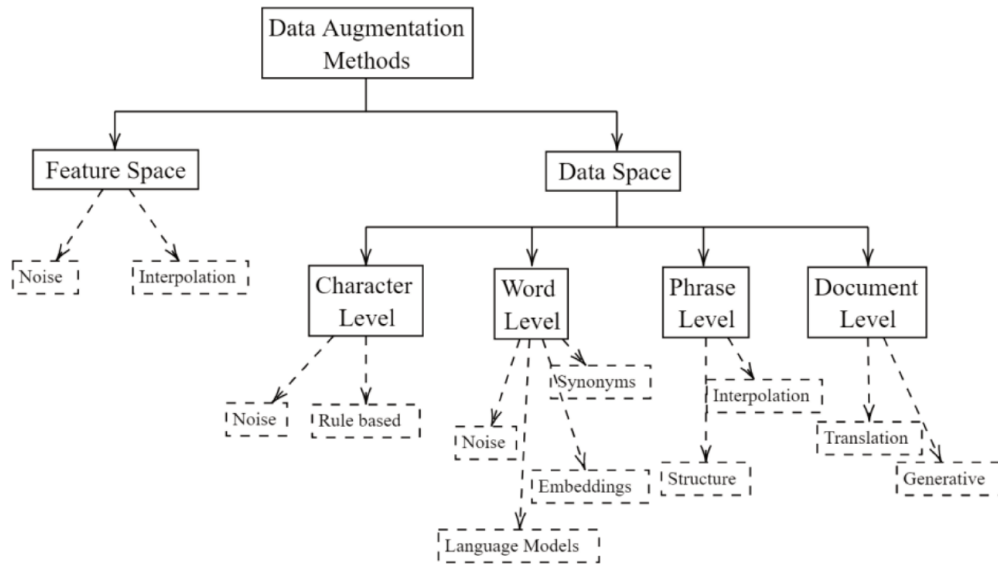 Data Augmentation
Methods
Feature Space
Data Space
Noise
Interpolation
Character
Level
Word
Level
Phrase
Level
Document
Level
Noise
Rule based
Noise
Language Models
Embeddings
Synonyms
Structure
Interpolation
Translation
Generative